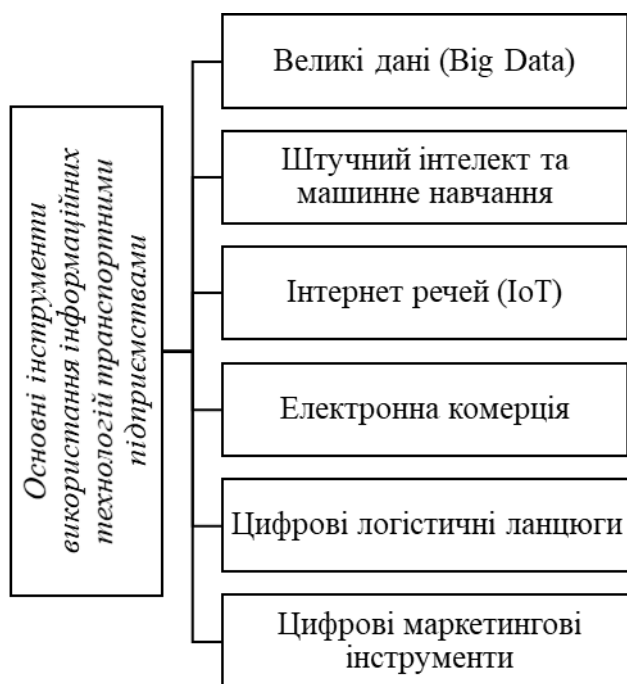 Основні інструменти
використання інформаційних
технологій транспортними
підприємствами
Великі дані (Big Data)
Штучний інтелект та
машинне навчання
Інтернет речей (IoT)
Електронна комерція
Цифрові логістичні ланцюги
Цифрові маркетингові
інструменти